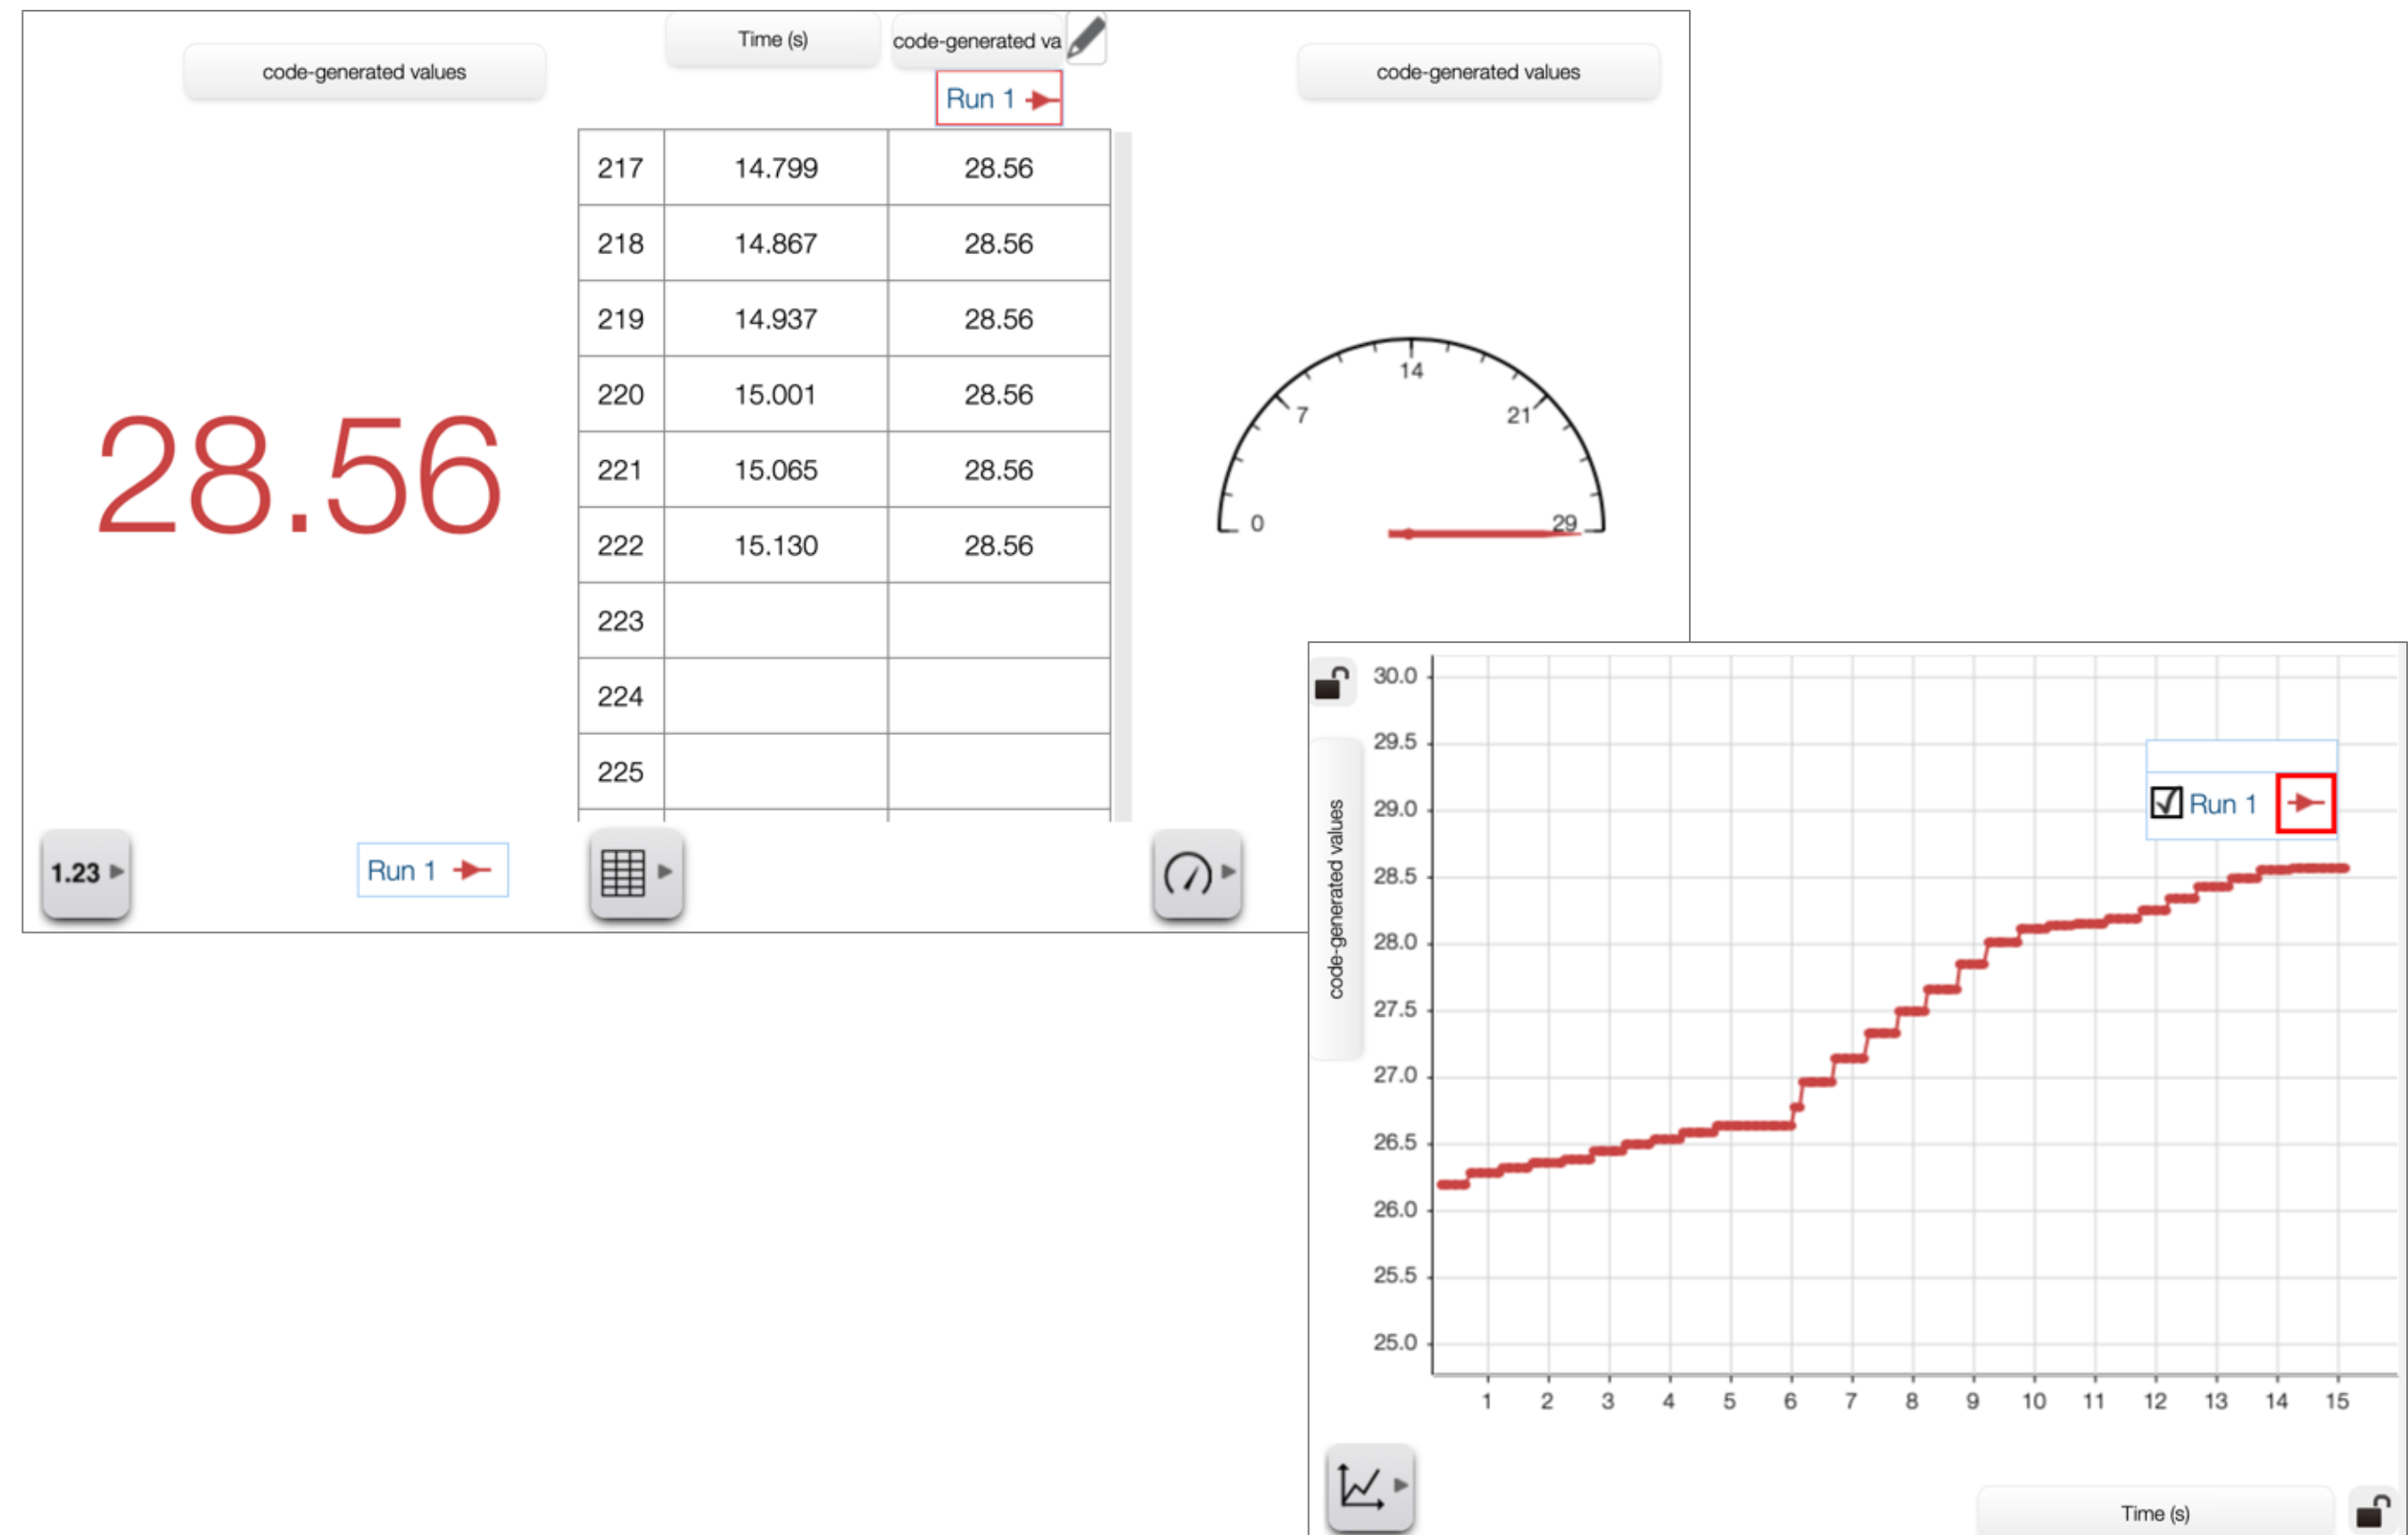 code-generated values
Time (s)
code-generated va
Run 1
217 14.799 28.56
218 14.867 28.56
219 14.937 28.56
220 15.001 28.56
221 15.065 28.56
222 15.130 28.56
223
224
225
28.56
1.23
Run 1
code-generated values
14
7
21
0
29
30.0
29.5
29.0
28.5
28.0
27.5
27.0
26.5
26.0
25.5
25.0
code-generated values
Run 1
1 2 3 4 5 6 7 8 9 10 11 12 13 14 15
Time (s)